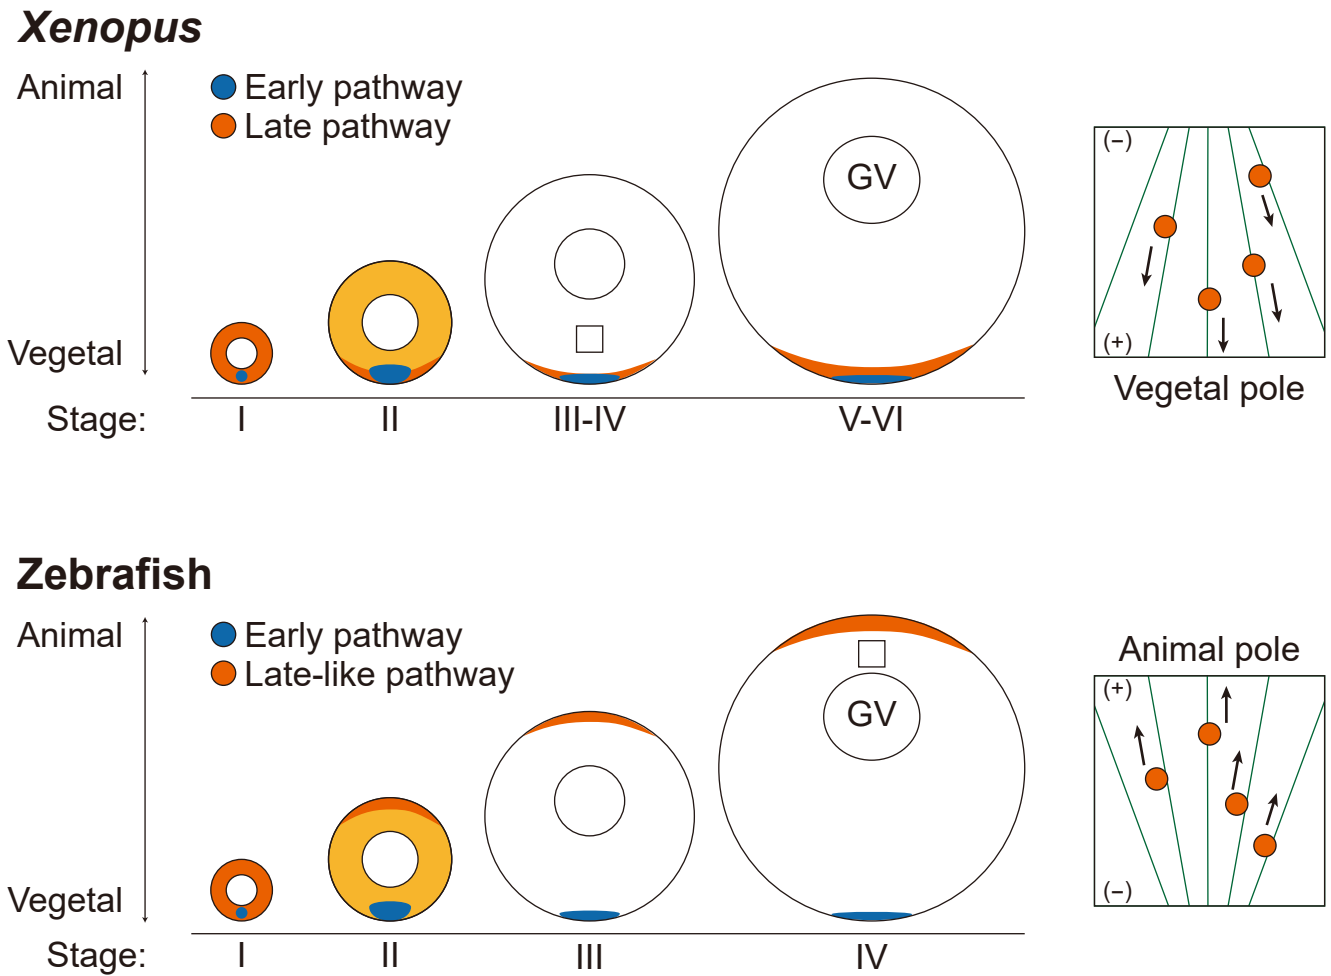 Xenopus
Animal
Early pathway
Late pathway
GV
Vegetal
Stage: I II III-IV V-VI
(−)
(+)
Vegetal pole
Zebrafish
Animal
Early pathway
Late-like pathway
GV
Vegetal
Stage: I II III IV
Animal pole
(+)
(−)